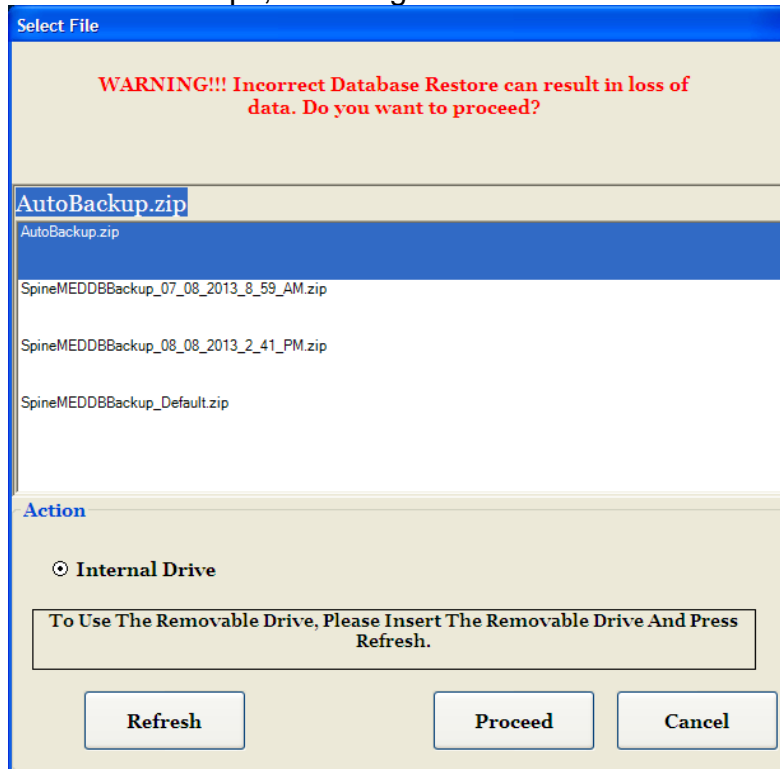 Select File
WARNING!!! Incorrect Database Restore can result in loss of
data. Do you want to proceed?
AutoBackup.zip
AutoBackup.zip
SpineMEDDBBackup_07_08_2013_8_59_AM.zip
SpineMEDDBBackup_08_08_2013_2_41_PM.zip
SpineMEDDBBackup_Default.zip
Action
Internal Drive
To Use The Removable Drive, Please Insert The Removable Drive And Press
Refresh.
Refresh
Proceed
Cancel